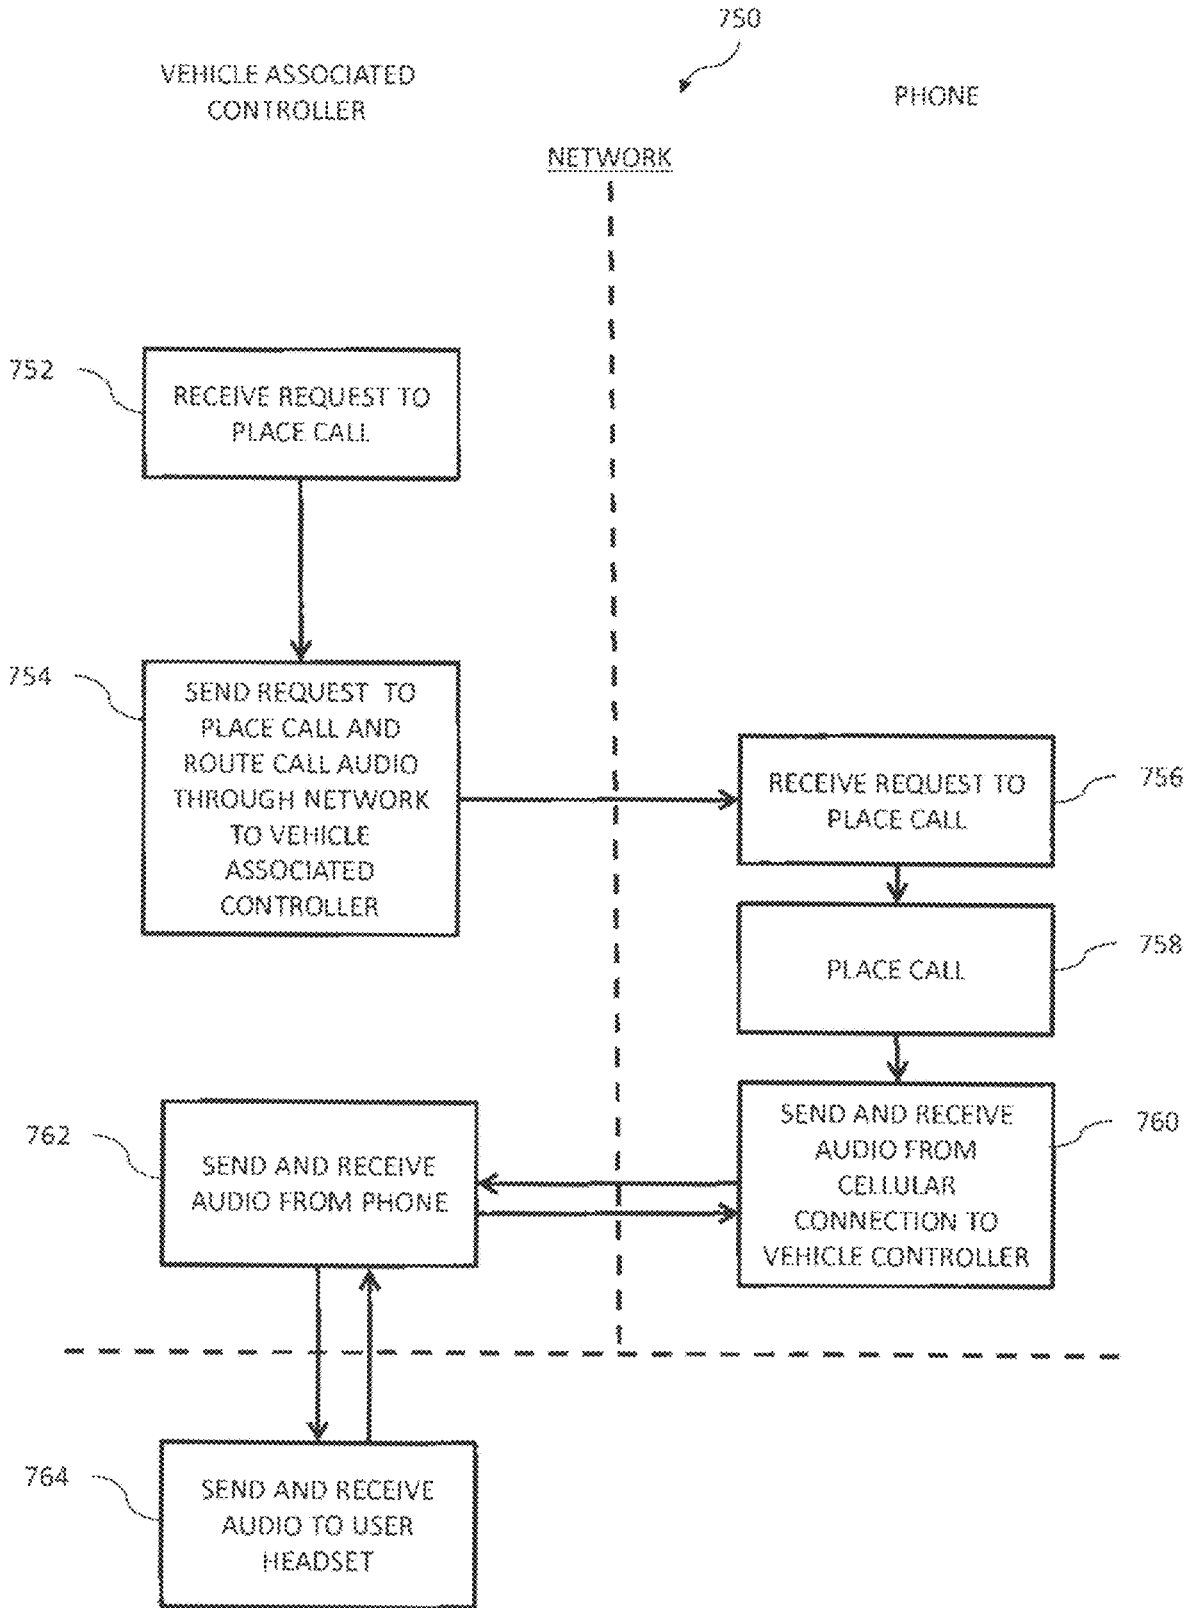 750
VEHICLE ASSOCIATED
CONTROLLER
PHONE
NETWORK
752
RECEIVE REQUEST TO
PLACE CALL
754
SEND REQUEST TO
PLACE CALL AND
ROUTE CALL AUDIO
THROUGH NETWORK
TO VEHICLE
ASSOCIATED
CONTROLLER
RECEIVE REQUEST TO
PLACE CALL
756
PLACE CALL
758
762
SEND AND RECEIVE
AUDIO FROM PHONE
SEND AND RECEIVE
AUDIO FROM
CELLULAR
CONNECTION TO
VEHICLE CONTROLLER
760
764
SEND AND RECEIVE
AUDIO TO USER
HEADSET